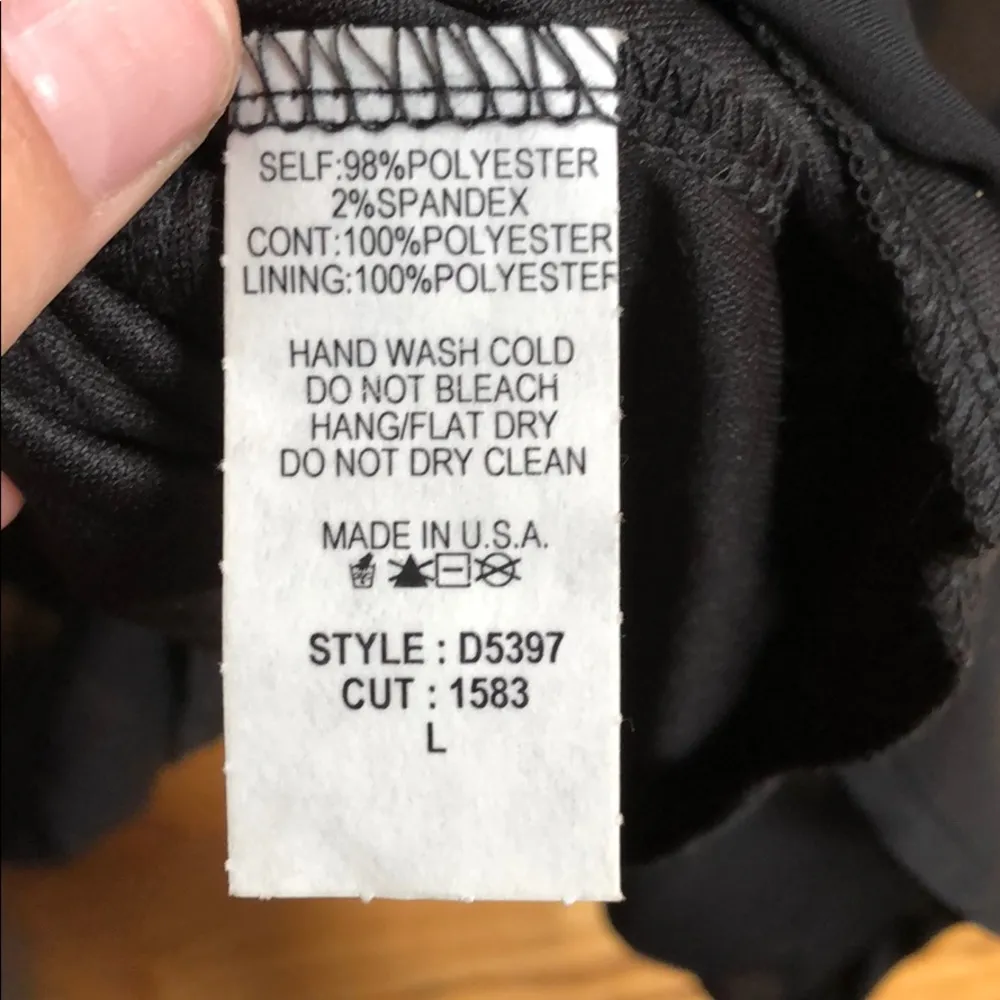 SELF:98%POLYESTER
2%SPANDEX
CONT:100%POLYESTER
LINING:100%POLYESTER
HAND WASH COLD
DO NOT BLEACH
HANG/FLAT DRY
DO NOT DRY CLEAN
MADE IN U.S.A.
STYLE : D5397
CUT : 1583
L